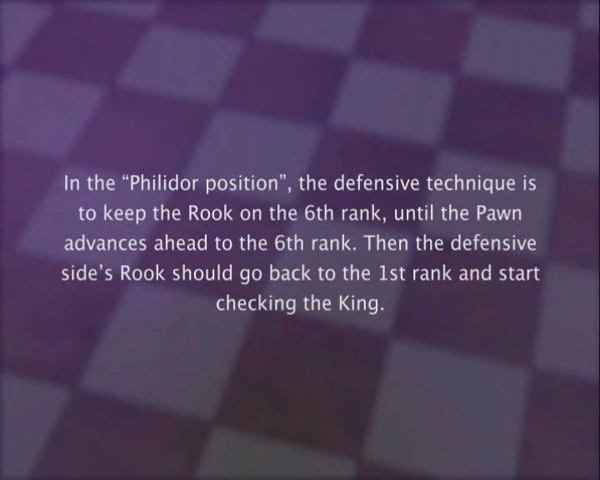 In the “Philidor position”, the defensive technique is
to keep the Rook on the 6th rank, until the Pawn
advances ahead to the 6th rank. Then the defensive
side’s Rook should go back to the 1st rank and start
checking the King.